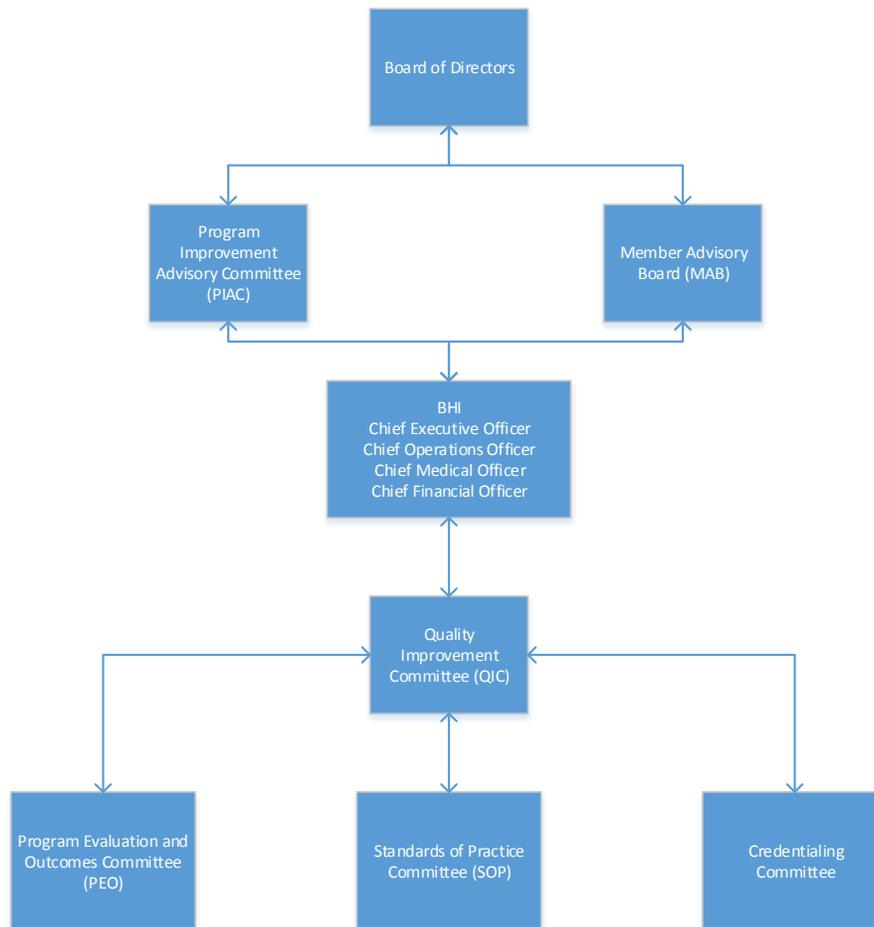 Board of Directors
Program
Improvement
Advisory Committee
(PIAC)
Member Advisory
Board (MAB)
BHI
Chief Executive Officer
Chief Operations Officer
Chief Medical Officer
Chief Financial Officer
Quality
Improvement
Committee (QIC)
Program Evaluation and
Outcomes Committee
(PEO)
Standards of Practice
Committee (SOP)
Credentialing
Committee